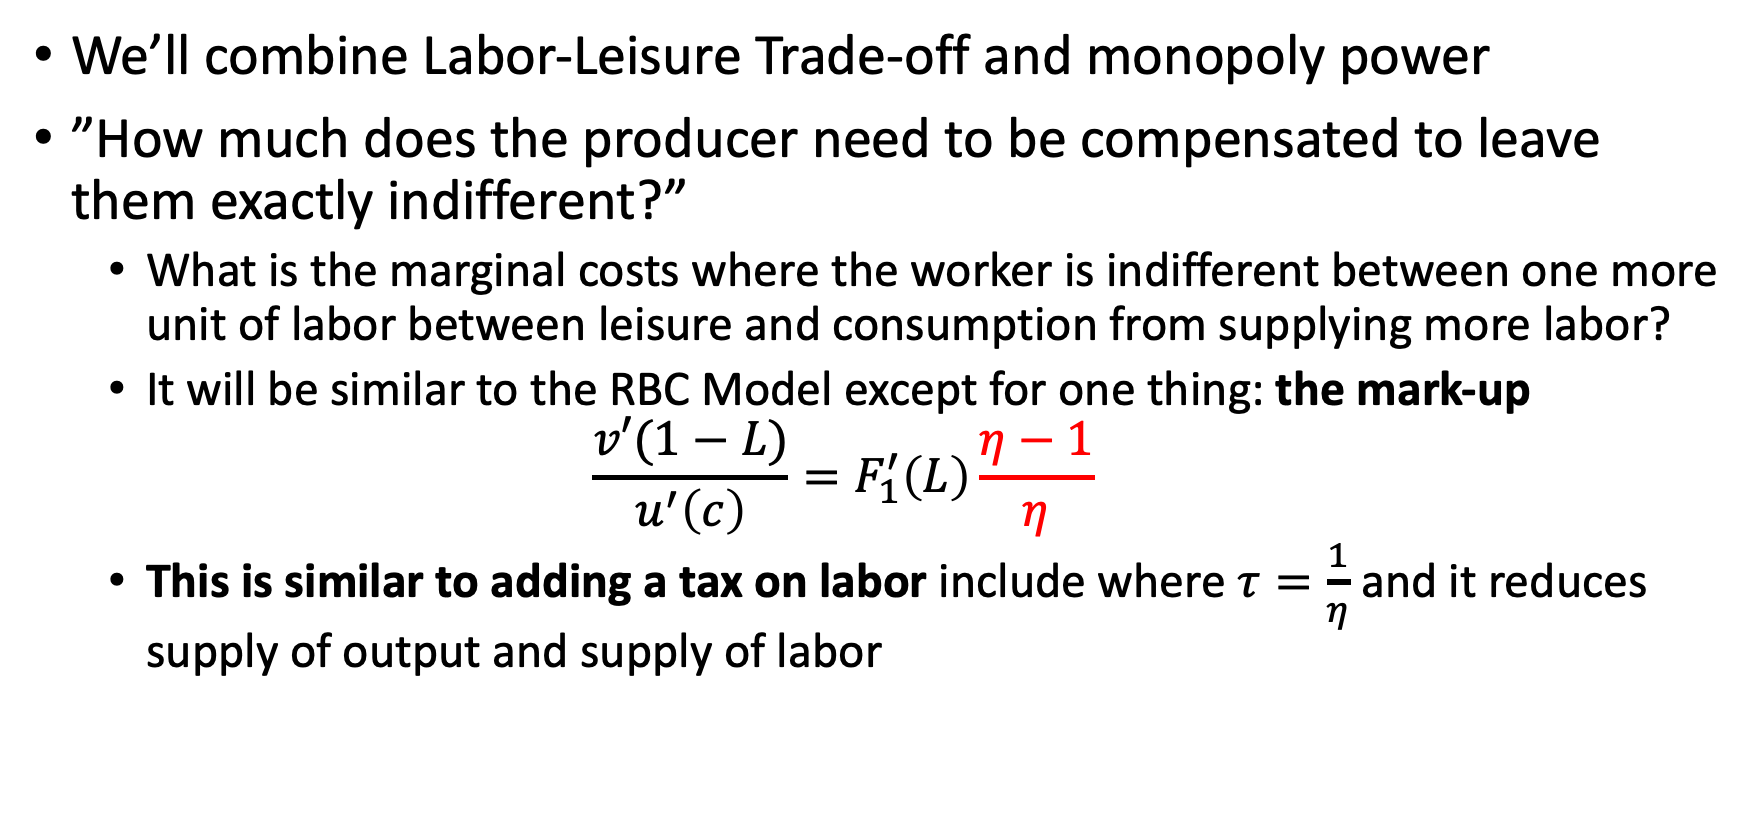 • We’ll combine Labor-Leisure Trade-off and monopoly power
• ”How much does the producer need to be compensated to leave
them exactly indifferent?”
• What is the marginal costs where the worker is indifferent between one more
unit of labor between leisure and consumption from supplying more labor?
• It will be similar to the RBC Model except for one thing: the mark-up
\frac{v'(1 − L)}{u'(c)} = F_1'(L) \frac{η − 1}{η}
• This is similar to adding a tax on labor include where τ = \frac{1}{η} and it reduces
supply of output and supply of labor